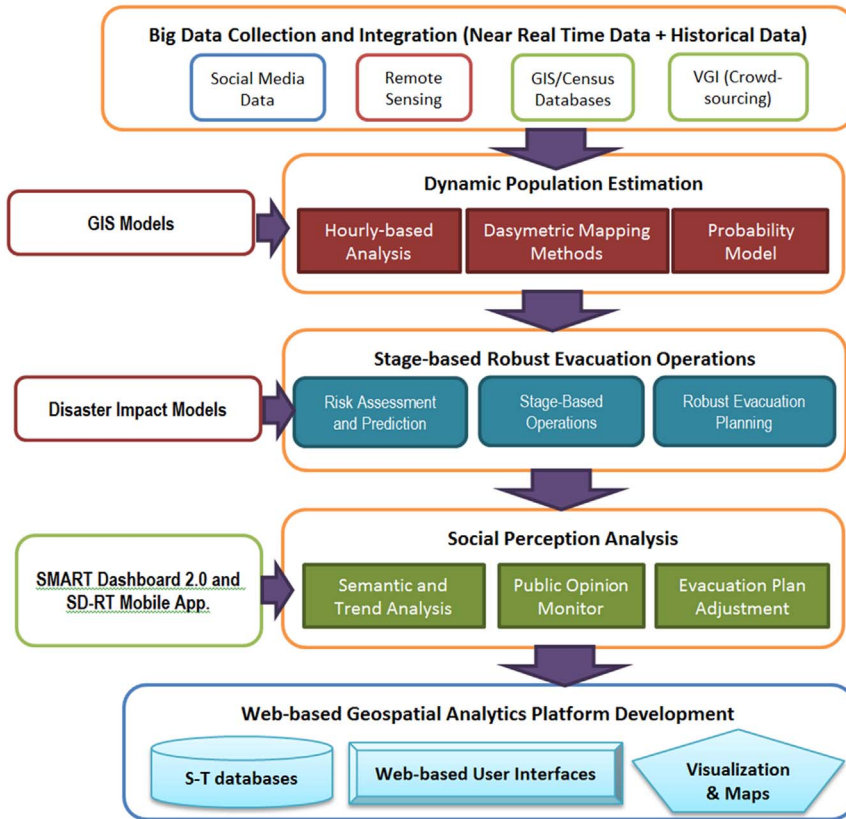 Big Data Collection and Integration (Near Real Time Data + Historical Data)
Social Media
Data
Remote
Sensing
GIS/Census
Databases
VGI (Crowd-
sourcing)
Dynamic Population Estimation
GIS Models
Hourly-based
Analysis
Dasymetric Mapping
Methods
Probability
Model
Stage-based Robust Evacuation Operations
Disaster Impact Models
Risk Assessment
and Prediction
Stage-Based
Operations
Robust Evacuation
Planning
Social Perception Analysis
SMART Dashboard 2.0 and
SD-RT Mobile App.
Semantic and
Trend Analysis
Public Opinion
Monitor
Evacuation Plan
Adjustment
Web-based Geospatial Analytics Platform Development
S-T databases
Web-based User Interfaces
Visualization
& Maps